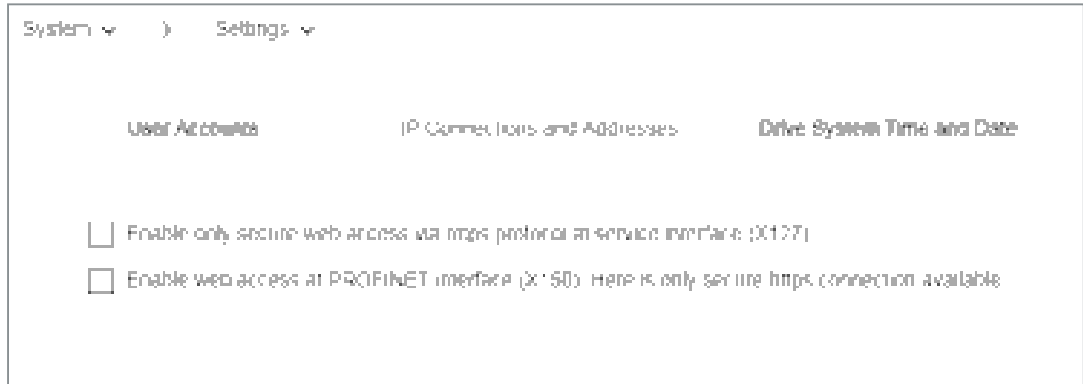 System > Settings
User Accounts IP Connections and Addresses Drive System Time and Date
Enable only secure web access via https protocol at service interface (X127)
Enable web access at PROFINET interface (X150). Here is only secure https connection available